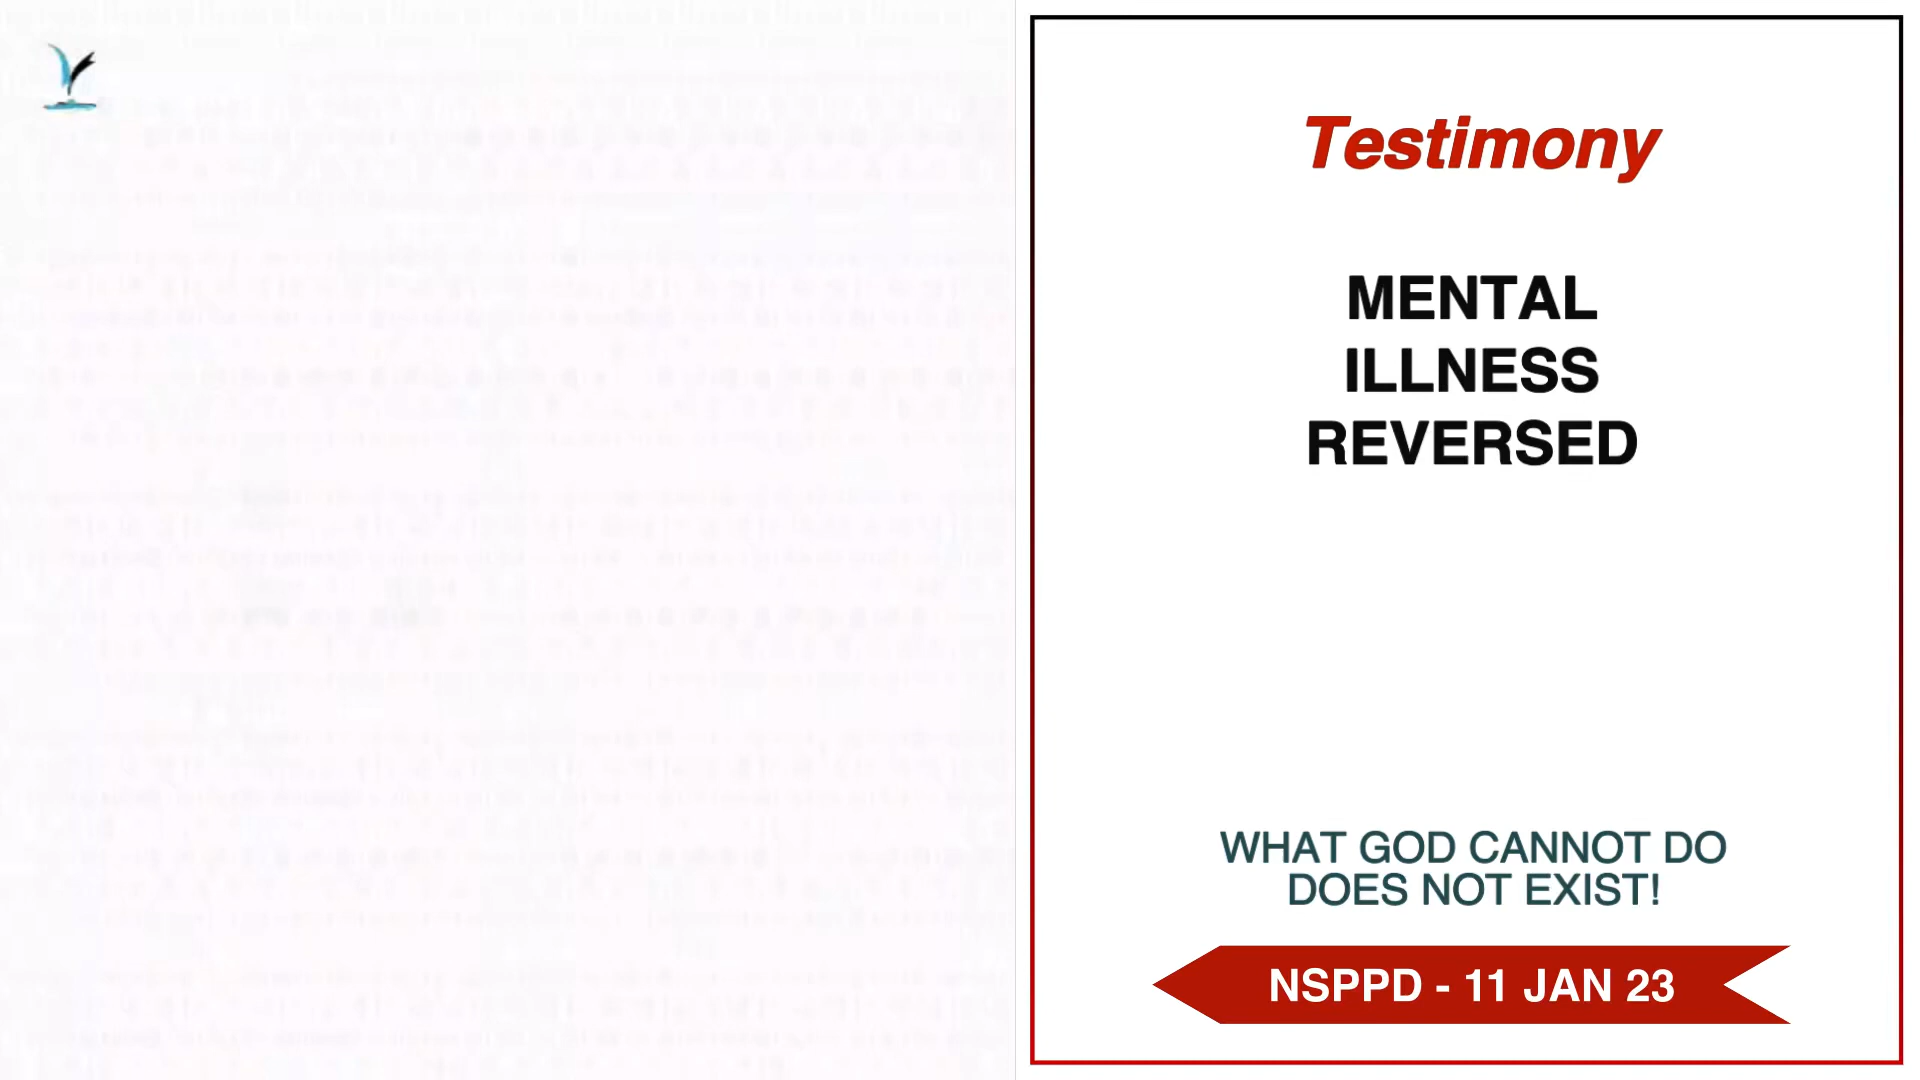 Testimony
MENTAL
ILLNESS
REVERSED
WHAT GOD CANNOT DO
DOES NOT EXIST!
NSPPD - 11 JAN 23